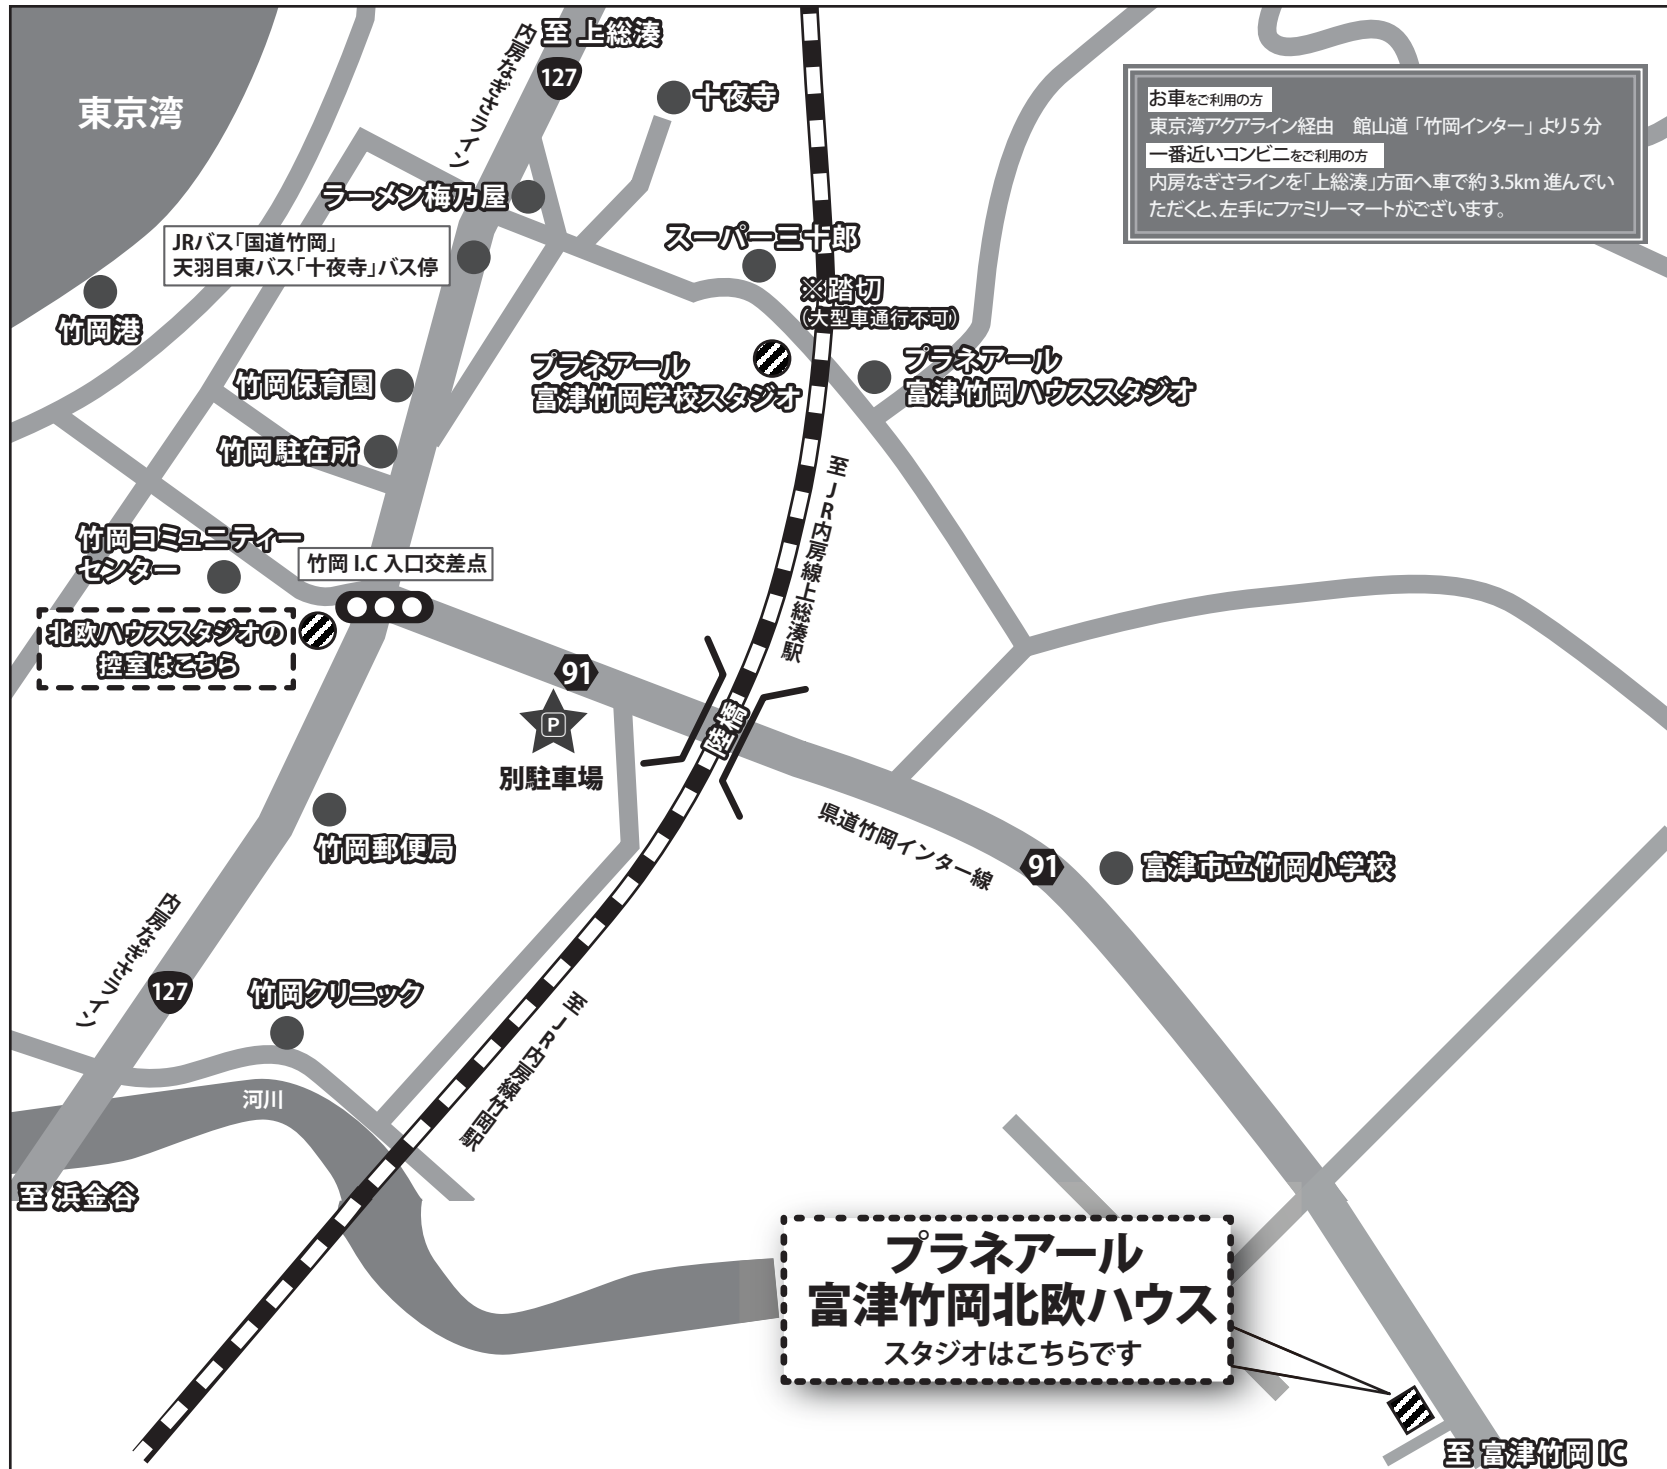 至 上総湊
内房なぎさライン
127
十夜寺
東京湾
お車をご利用の方
東京湾アクアライン経由 館山道「竹岡インター」より5分
一番近いコンビニをご利用の方
内房なぎさラインを「上総湊」方面へ車で約3.5km進んでい
ただくと、左手にファミリーマートがございます。
ラーメン梅乃屋
JRバス「国道竹岡」
天羽日東バス「十夜寺」バス停
スーパー三十郎
※踏切
(大型車通行不可)
竹岡港
プラネアール
富津竹岡学校スタジオ
プラネアール
富津竹岡ハウススタジオ
竹岡保育園
竹岡駐在所
至JR内房線上総湊駅
竹岡コミュニティー
センター
竹岡 I.C 入口交差点
北欧ハウススタジオの
控室はこちら
91
P
別駐車場
陸橋
竹岡郵便局
県道竹岡インター線
91
富津市立竹岡小学校
内房なぎさライン
127
竹岡クリニック
至JR内房線竹岡駅
河川
至 浜金谷
プラネアール
富津竹岡北欧ハウス
スタジオはこちらです
至 富津竹岡 IC